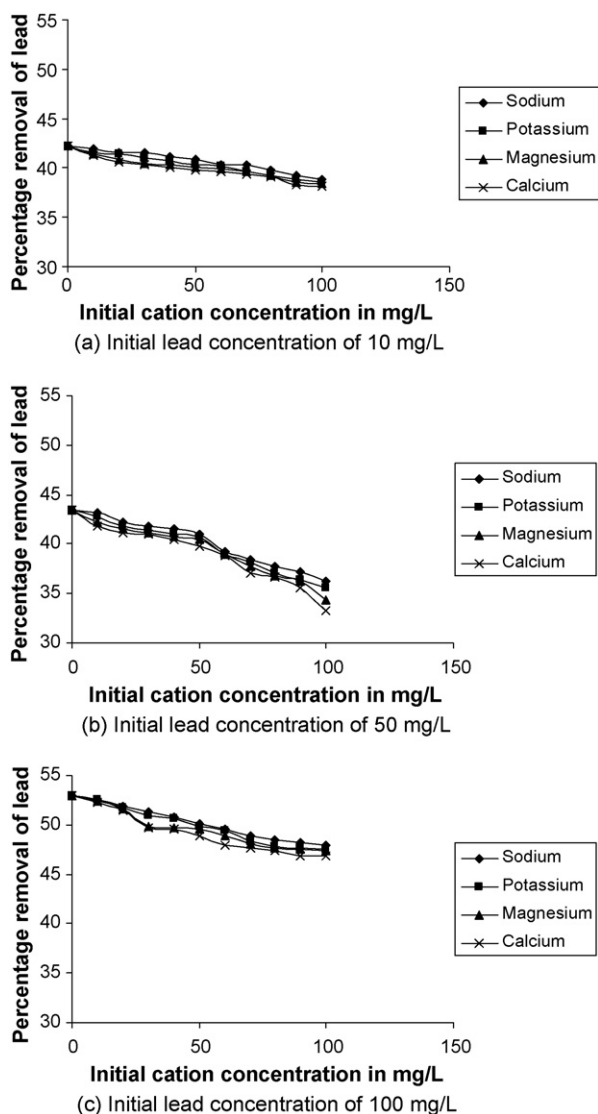 55
50
45
40
35
30
Percentage removal of lead
0
50
100
150
Initial cation concentration in mg/L
Sodium
Potassium
Magnesium
Calcium
(a) Initial lead concentration of 10 mg/L
55
50
45
40
35
30
Percentage removal of lead
0
50
100
150
Initial cation concentration in mg/L
Sodium
Potassium
Magnesium
Calcium
(b) Initial lead concentration of 50 mg/L
55
50
45
40
35
30
Percentage removal of lead
0
50
100
150
Initial cation concentration in mg/L
Sodium
Potassium
Magnesium
Calcium
(c) Initial lead concentration of 100 mg/L